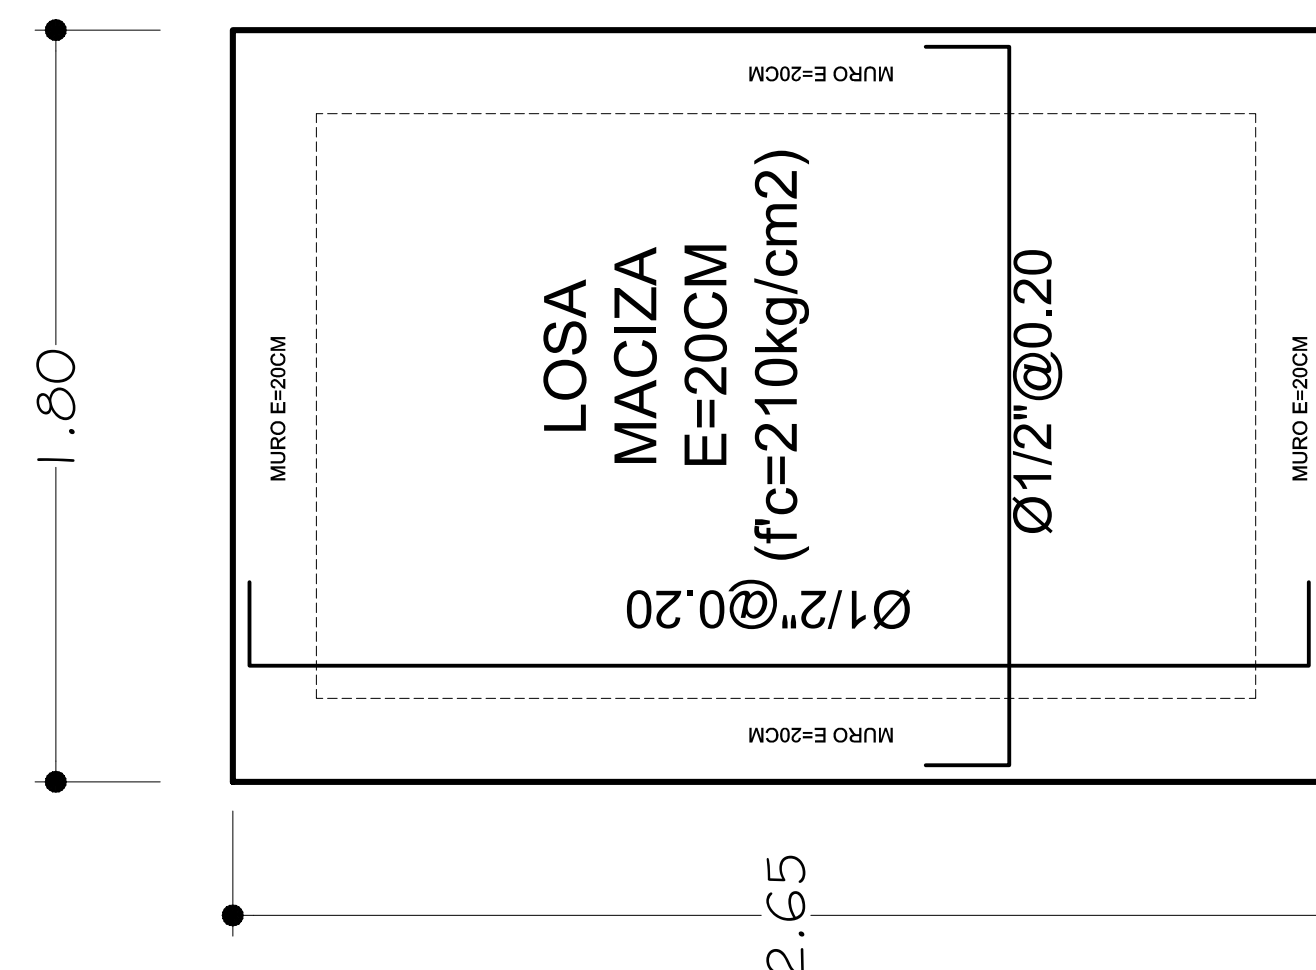 MURO E=20CM
1.80
MURO E=20CM
LOSA
MACIZA
E=20CM
(f'c=210kg/cm2)
Ø1/2"@0.20
MURO E=20CM
Ø1/2"@0.20
MURO E=20CM
2.65